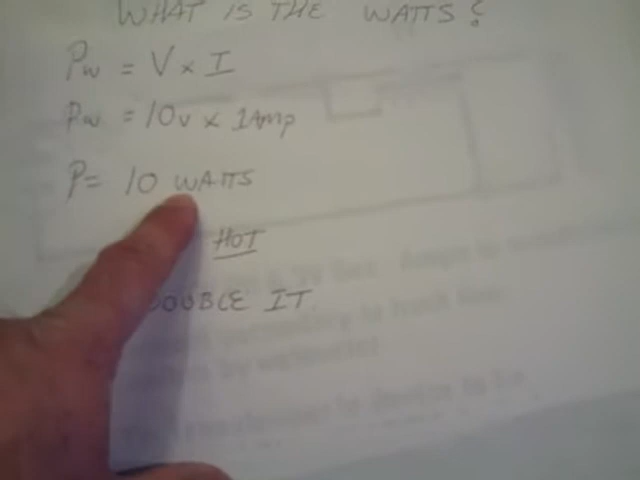 WHAT IS THE WATTS?
Pw = V x I
Pw = 10v x 1Amp
P = 10 WATTS
HOT
DOUBLE IT